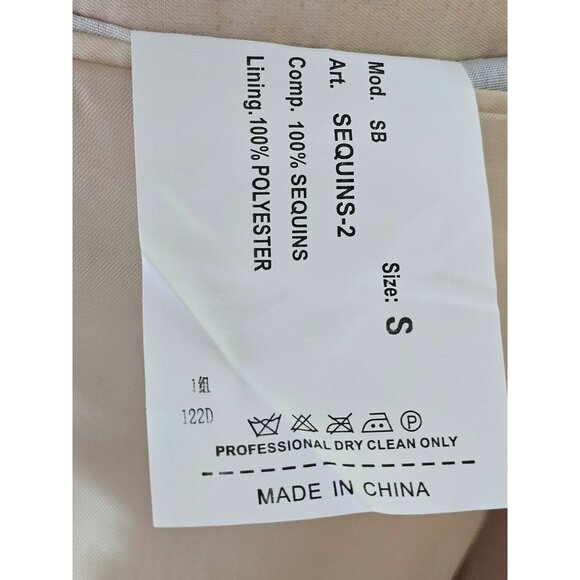 Mod. SB
Art. SEQUINS-2
Comp. 100% SEQUINS
Lining. 100% POLYESTER
Size: S
1组
122D
P
PROFESSIONAL DRY CLEAN ONLY
MADE IN CHINA